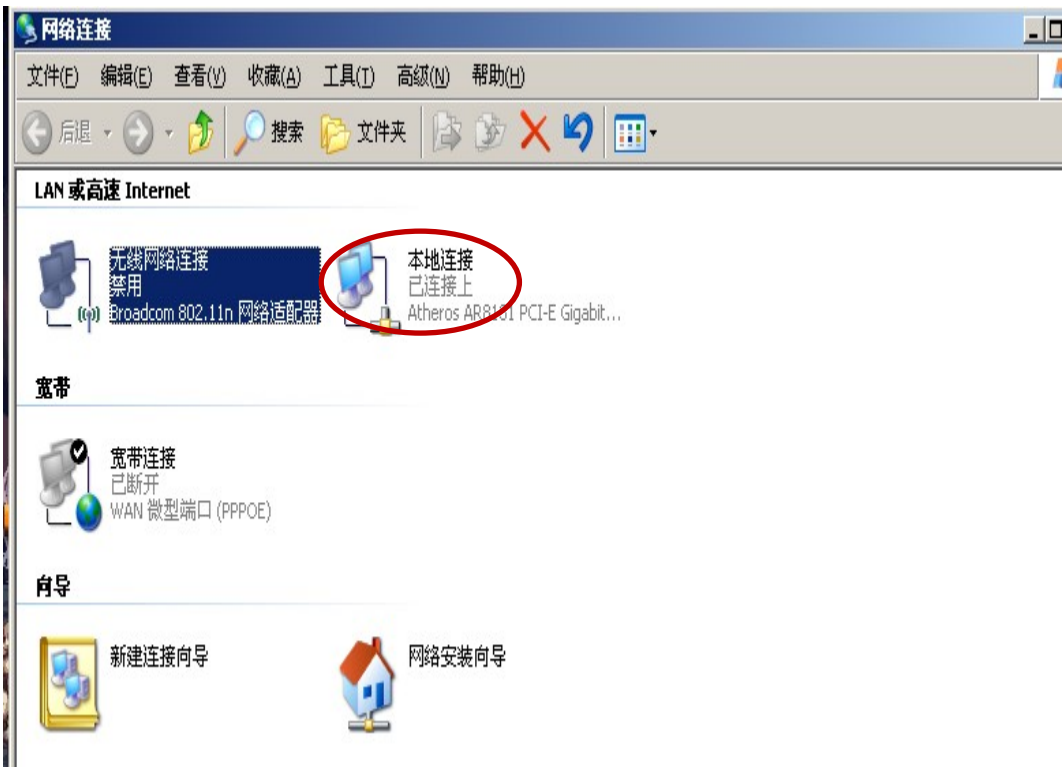 网络连接
文件(F) 编辑(E) 查看(V) 收藏(A) 工具(T) 高级(N) 帮助(H)
后退 搜索 文件夹
LAN 或高速 Internet
无线网络连接
禁用
Broadcom 802.11n 网络适配器
本地连接
已连接上
Atheros AR8161 PCI-E Gigabit...
宽带
宽带连接
已断开
WAN 微型端口 (PPPOE)
向导
新建连接向导
网络安装向导